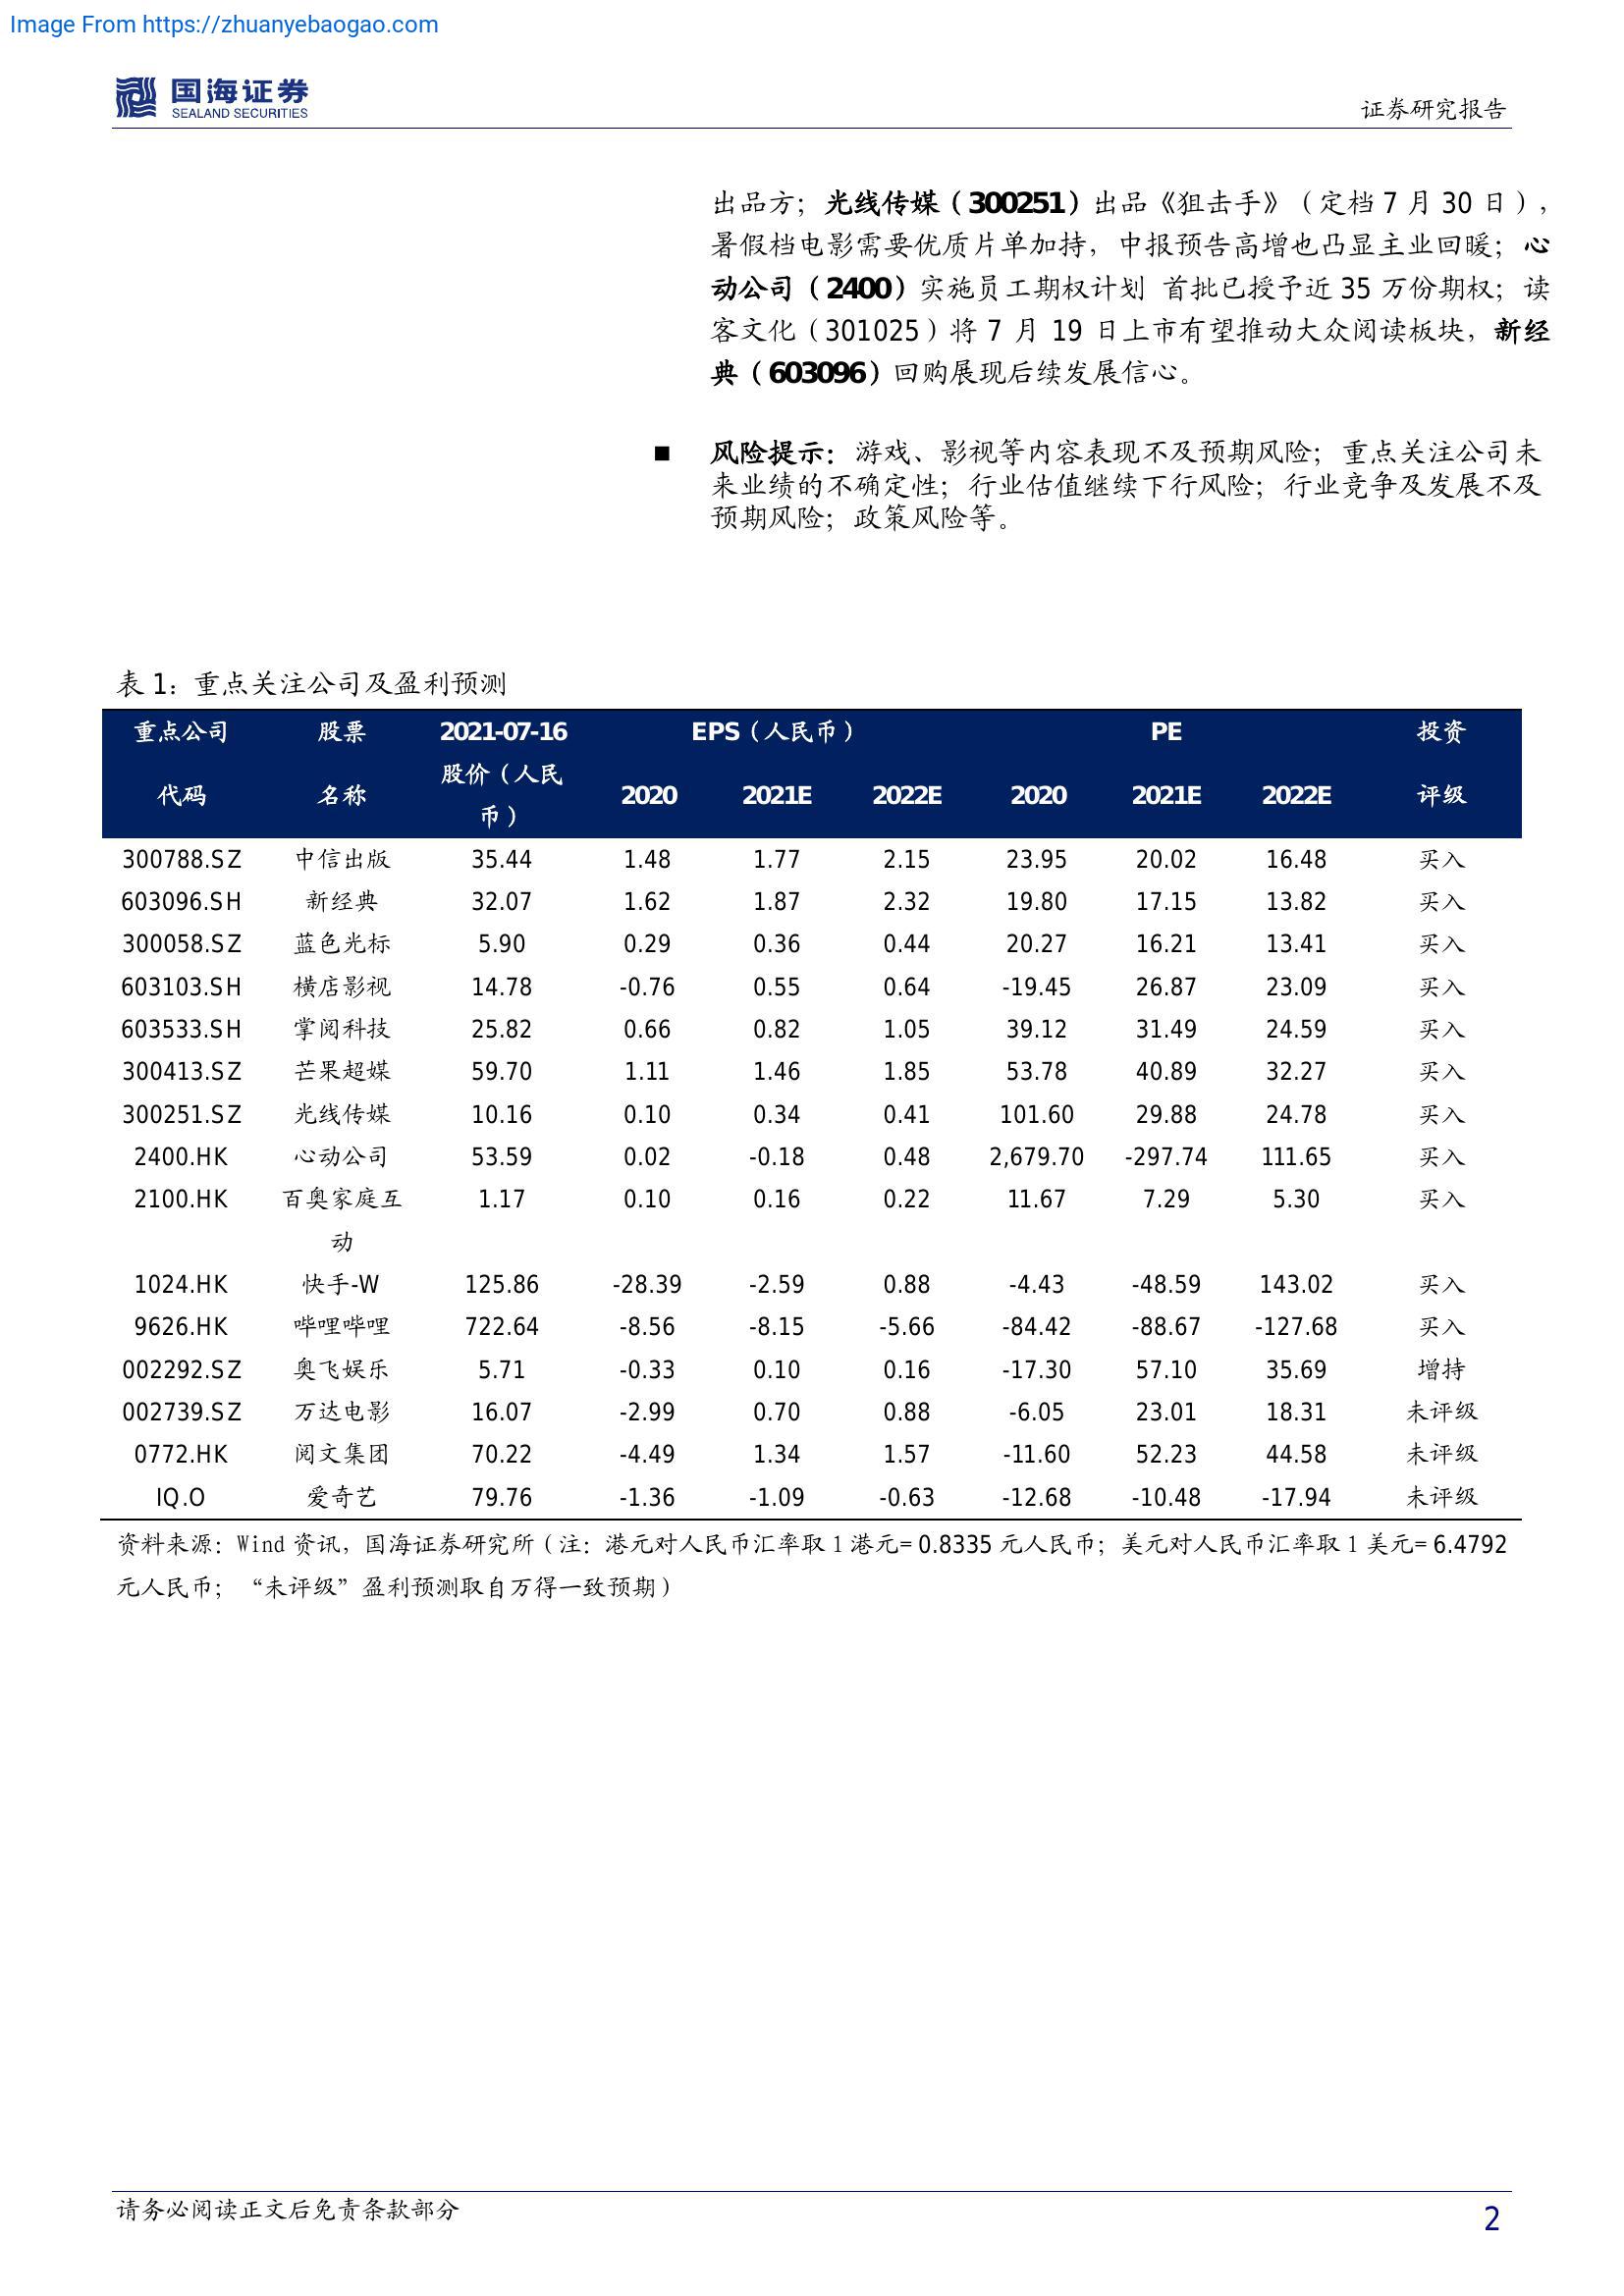 Image From https://zhuanyebaogao.com
国海证券
SEALAND SECURITIES
证券研究报告
出品方；光线传媒（300251）出品《狙击手》（定档 7 月 30 日），
暑假档电影需要优质片单加持，中报预告高增也凸显主业回暖；心
动公司（2400）实施员工期权计划 首批已授予近 35 万份期权；读
客文化（301025）将 7 月 19 日上市有望推动大众阅读板块，新经
典（603096）回购展现后续发展信心。
■ 风险提示：游戏、影视等内容表现不及预期风险；重点关注公司未
来业绩的不确定性；行业估值继续下行风险；行业竞争及发展不及
预期风险；政策风险等。
表 1：重点关注公司及盈利预测
重点公司 股票 2021-07-16 EPS（人民币） PE 投资
代码 名称 股价（人民币） 2020 2021E 2022E 2020 2021E 2022E 评级
300788.SZ 中信出版 35.44 1.48 1.77 2.15 23.95 20.02 16.48 买入
603096.SH 新经典 32.07 1.62 1.87 2.32 19.80 17.15 13.82 买入
300058.SZ 蓝色光标 5.90 0.29 0.36 0.44 20.27 16.21 13.41 买入
603103.SH 横店影视 14.78 -0.76 0.55 0.64 -19.45 26.87 23.09 买入
603533.SH 掌阅科技 25.82 0.66 0.82 1.05 39.12 31.49 24.59 买入
300413.SZ 芒果超媒 59.70 1.11 1.46 1.85 53.78 40.89 32.27 买入
300251.SZ 光线传媒 10.16 0.10 0.34 0.41 101.60 29.88 24.78 买入
2400.HK 心动公司 53.59 0.02 -0.18 0.48 2,679.70 -297.74 111.65 买入
2100.HK 百奥家庭互 1.17 0.10 0.16 0.22 11.67 7.29 5.30 买入
动
1024.HK 快手-W 125.86 -28.39 -2.59 0.88 -4.43 -48.59 143.02 买入
9626.HK 哔哩哔哩 722.64 -8.56 -8.15 -5.66 -84.42 -88.67 -127.68 买入
002292.SZ 奥飞娱乐 5.71 -0.33 0.10 0.16 -17.30 57.10 35.69 增持
002739.SZ 万达电影 16.07 -2.99 0.70 0.88 -6.05 23.01 18.31 未评级
0772.HK 阅文集团 70.22 -4.49 1.34 1.57 -11.60 52.23 44.58 未评级
IQ.O 爱奇艺 79.76 -1.36 -1.09 -0.63 -12.68 -10.48 -17.94 未评级
资料来源：Wind 资讯，国海证券研究所（注：港元对人民币汇率取 1 港元= 0.8335 元人民币；美元对人民币汇率取 1 美元= 6.4792
元人民币；“未评级”盈利预测取自万得一致预期）
请务必阅读正文后免责条款部分
2